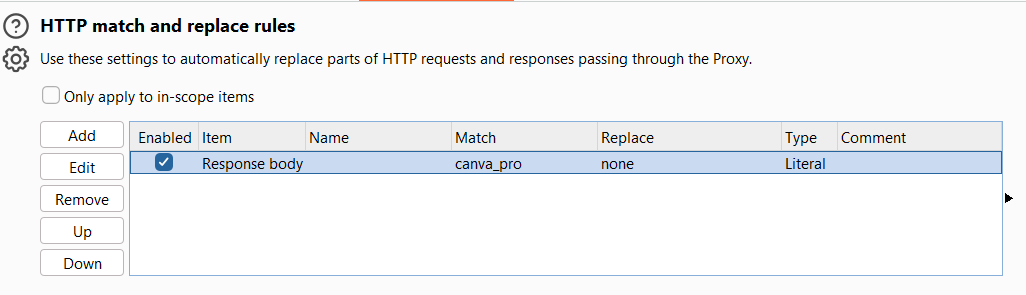 HTTP match and replace rules
Use these settings to automatically replace parts of HTTP requests and responses passing through the Proxy.
Only apply to in-scope items
Add
Edit
Remove
Up
Down
Enabled Item Name Match Replace Type Comment
Response body canva_pro none Literal